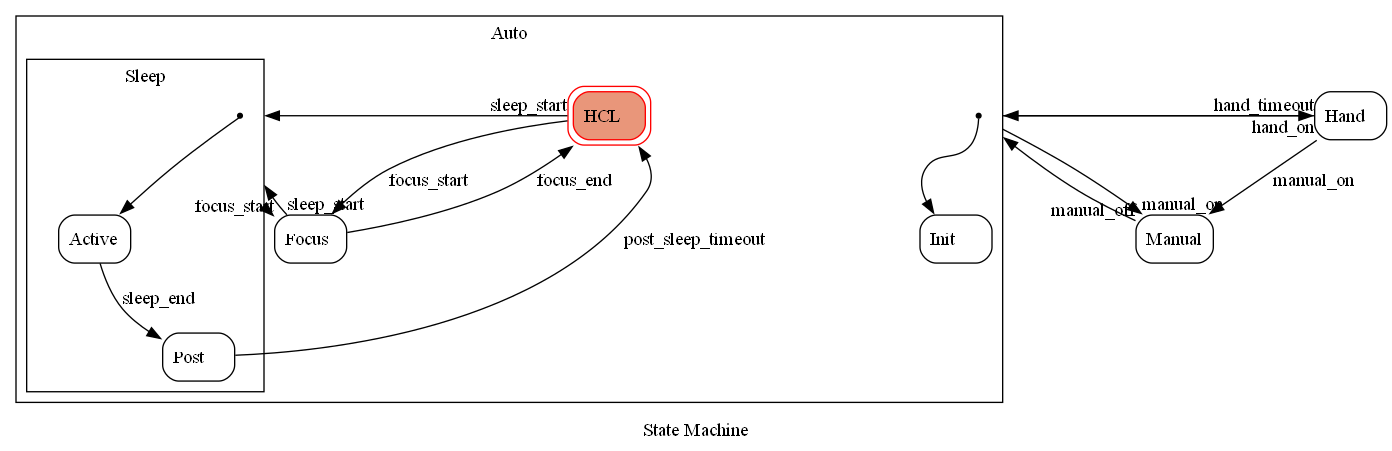 Auto
Sleep
sleep_start
HCL
hand_timeout
Hand
hand_on
focus_start
focus_end
manual_on
focus_start
sleep_start
manual_off
manual_on
Active
Focus
post_sleep_timeout
Init
Manual
sleep_end
Post
State Machine